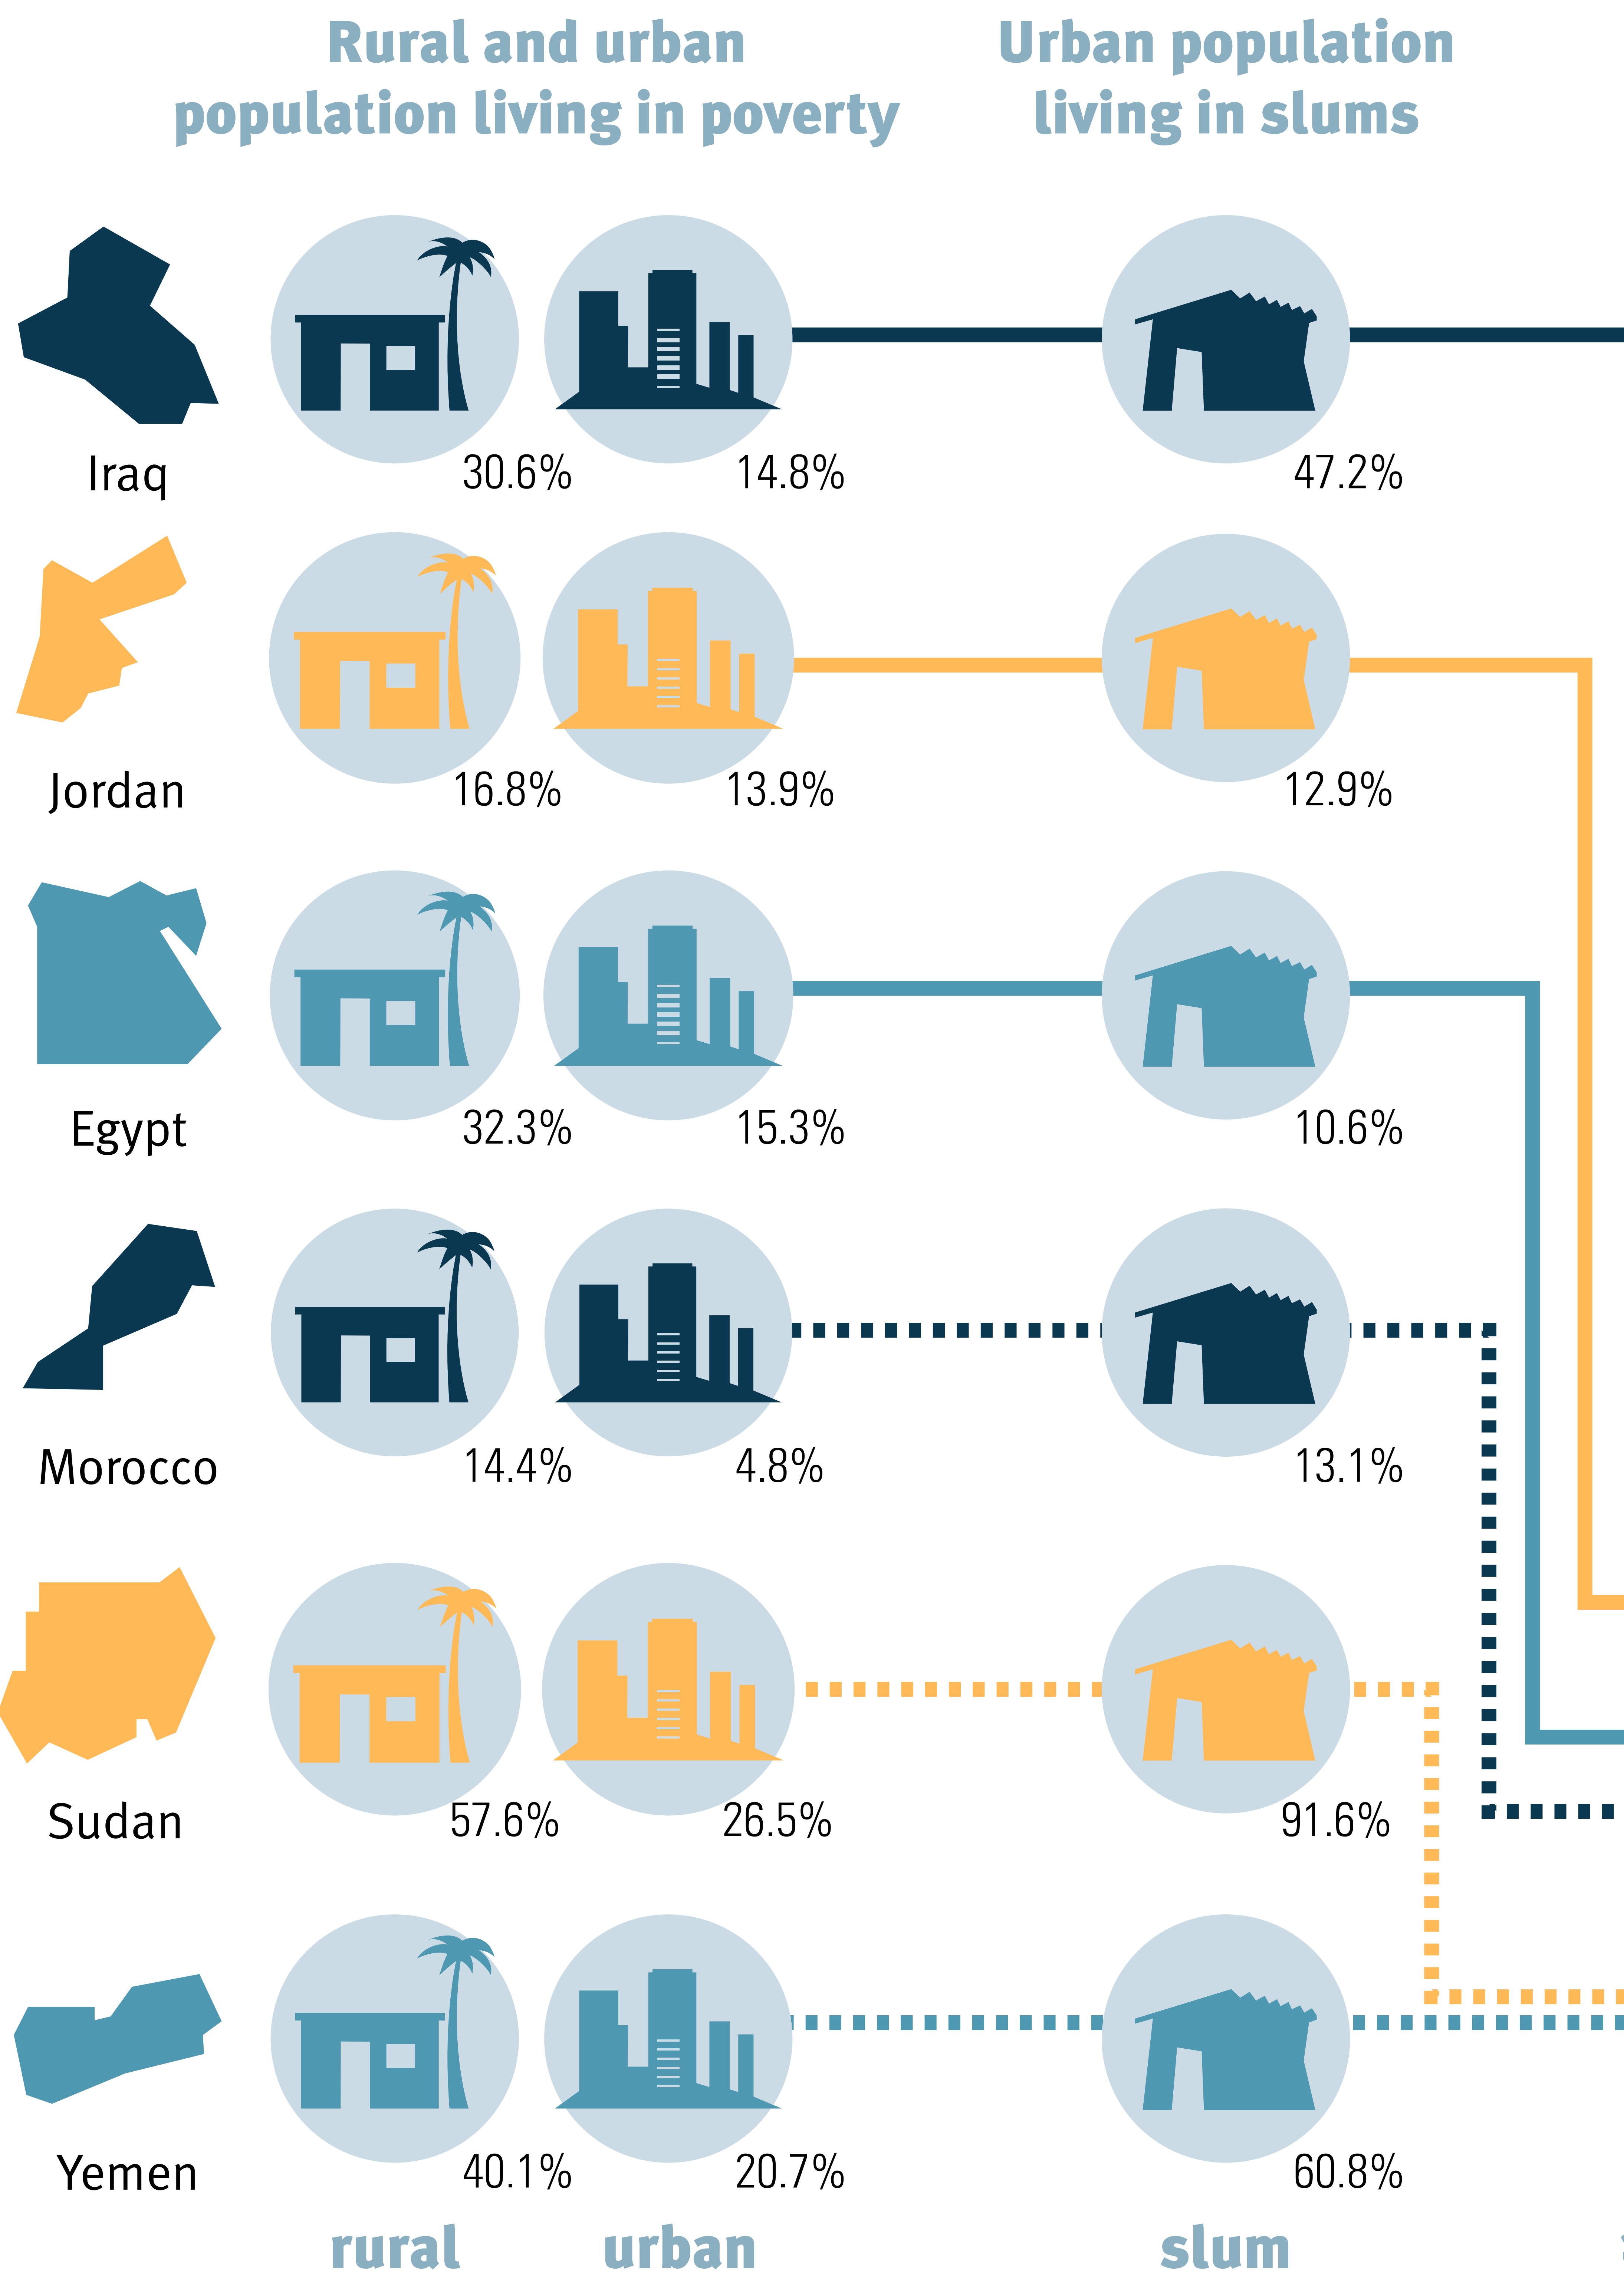 Rural and urban
population living in poverty
Urban population
living in slums
Iraq
30.6%
14.8%
47.2%
Jordan
16.8%
13.9%
12.9%
Egypt
32.3%
15.3%
10.6%
Morocco
14.4%
4.8%
13.1%
Sudan
57.6%
26.5%
91.6%
Yemen
40.1%
20.7%
60.8%
rural
urban
slum